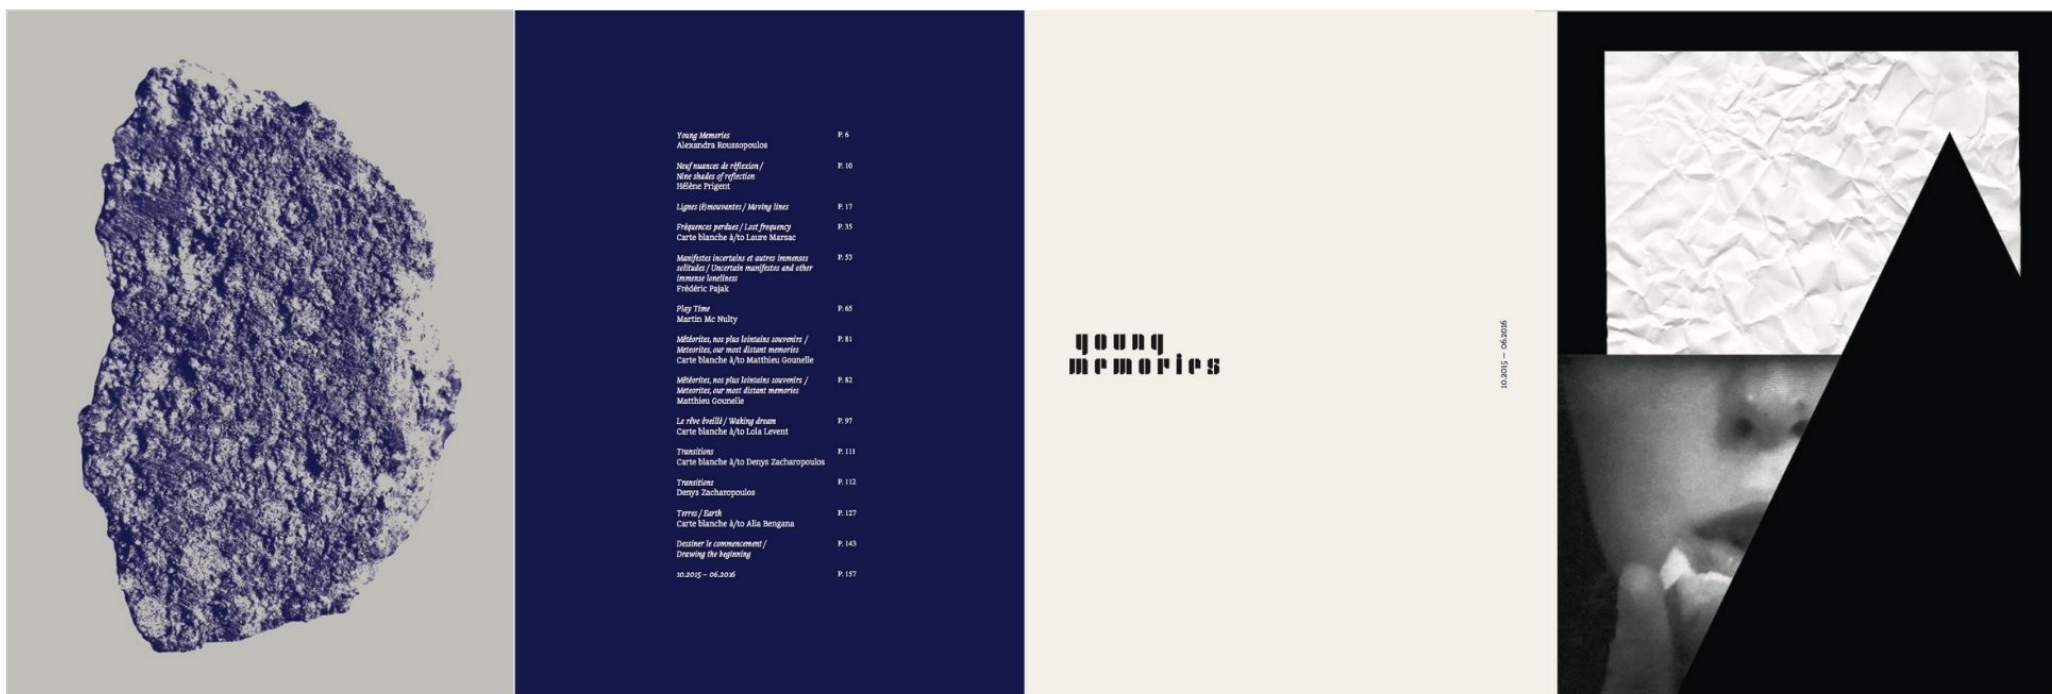 Young Memories P. 6
Alexandra Roussopoulos
Neuf nuances de réflexion / P. 10
Nine shades of reflection
Hélène Prigent
Lignes (é)mouvantes / Moving lines P. 17
Fréquences perdues / Lost frequency P. 35
Carte blanche à/to Laure Marsac
Manifestes incertains et autres immenses P. 53
solitudes / Uncertain manifestos and other
immense loneliness
Frédéric Pajak
Play Time P. 65
Martin Mc Nulty
Météorites, nos plus lointains souvenirs / P. 81
Meteorites, our most distant memories
Carte blanche à/to Matthieu Gounelle
Météorites, nos plus lointains souvenirs / P. 82
Meteorites, our most distant memories
Matthieu Gounelle
Le rêve éveillé / Waking dream P. 97
Carte blanche à/to Lola Levent
Transitions P. 111
Carte blanche à/to Denys Zacharopoulos
Transitions P. 112
Denys Zacharopoulos
Terres / Earth P. 127
Carte blanche à/to Alia Bengana
Dessiner le commencement / P. 143
Drawing the beginning
10.2015 – 06.2016 P. 157
young
memories
10.2015 – 06.2016